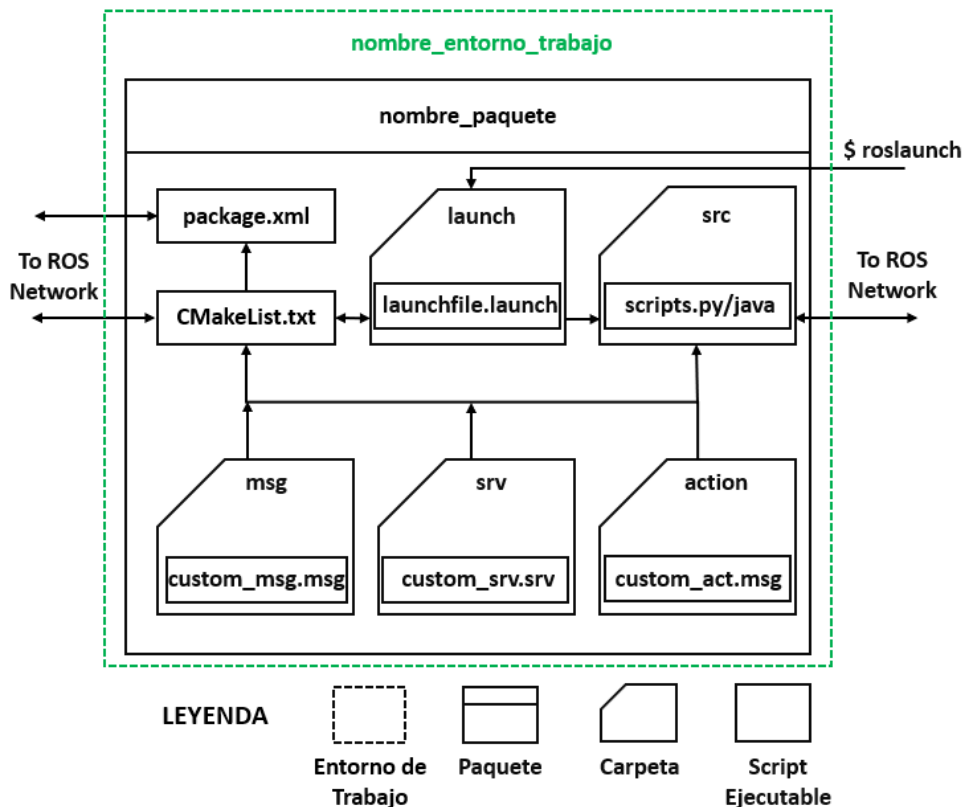 nombre_entorno_trabajo
nombre_paquete
$ roslaunch
package.xml
launch
src
To ROS
Network
To ROS
Network
CMakeList.txt
launchfile.launch
scripts.py/java
msg
srv
action
custom_msg.msg
custom_srv.srv
custom_act.msg
LEYENDA
Entorno de
Trabajo
Paquete
Carpeta
Script
Ejecutable